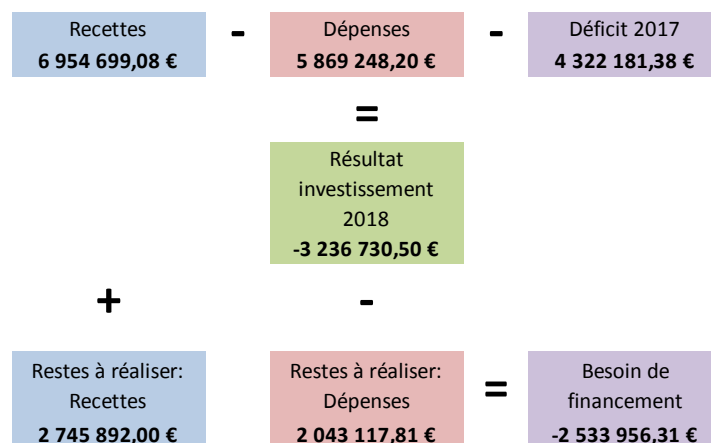 Recettes
6 954 699,08 €
-
Dépenses
5 869 248,20 €
-
Déficit 2017
4 322 181,38 €
=
Résultat
investissement
2018
-3 236 730,50 €
+
-
Restes à réaliser:
Recettes
2 745 892,00 €
Restes à réaliser:
Dépenses
2 043 117,81 €
=
Besoin de
financement
-2 533 956,31 €